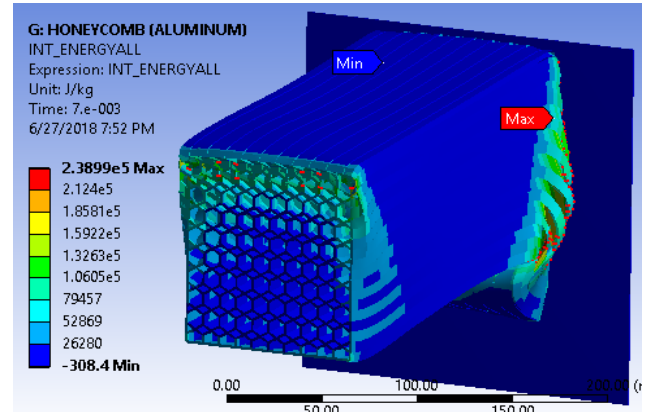 G: HONEYCOMB (ALUMINUM)
INT_ENERGYALL
Expression: INT_ENERGYALL
Unit: J/kg
Time: 7.e-003
6/27/2018 7:52 PM
Min
Max
2.3899e5 Max
2.124e5
1.8581e5
1.5922e5
1.3263e5
1.0605e5
79457
52869
26280
-308.4 Min
0.00 100.00 200.00
50.00 150.00